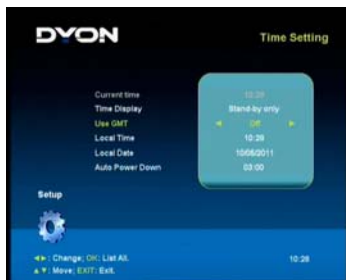 DYON
Time Setting
Current time 10:28
Time Display Stand-by only
Use GMT ◄ Off ►
Local Time 10:28
Local Date 10/06/2011
Auto Power Down 03:00
Setup
◄►: Change; OK: List All.
▲▼: Move; EXIT: Exit.
10:28